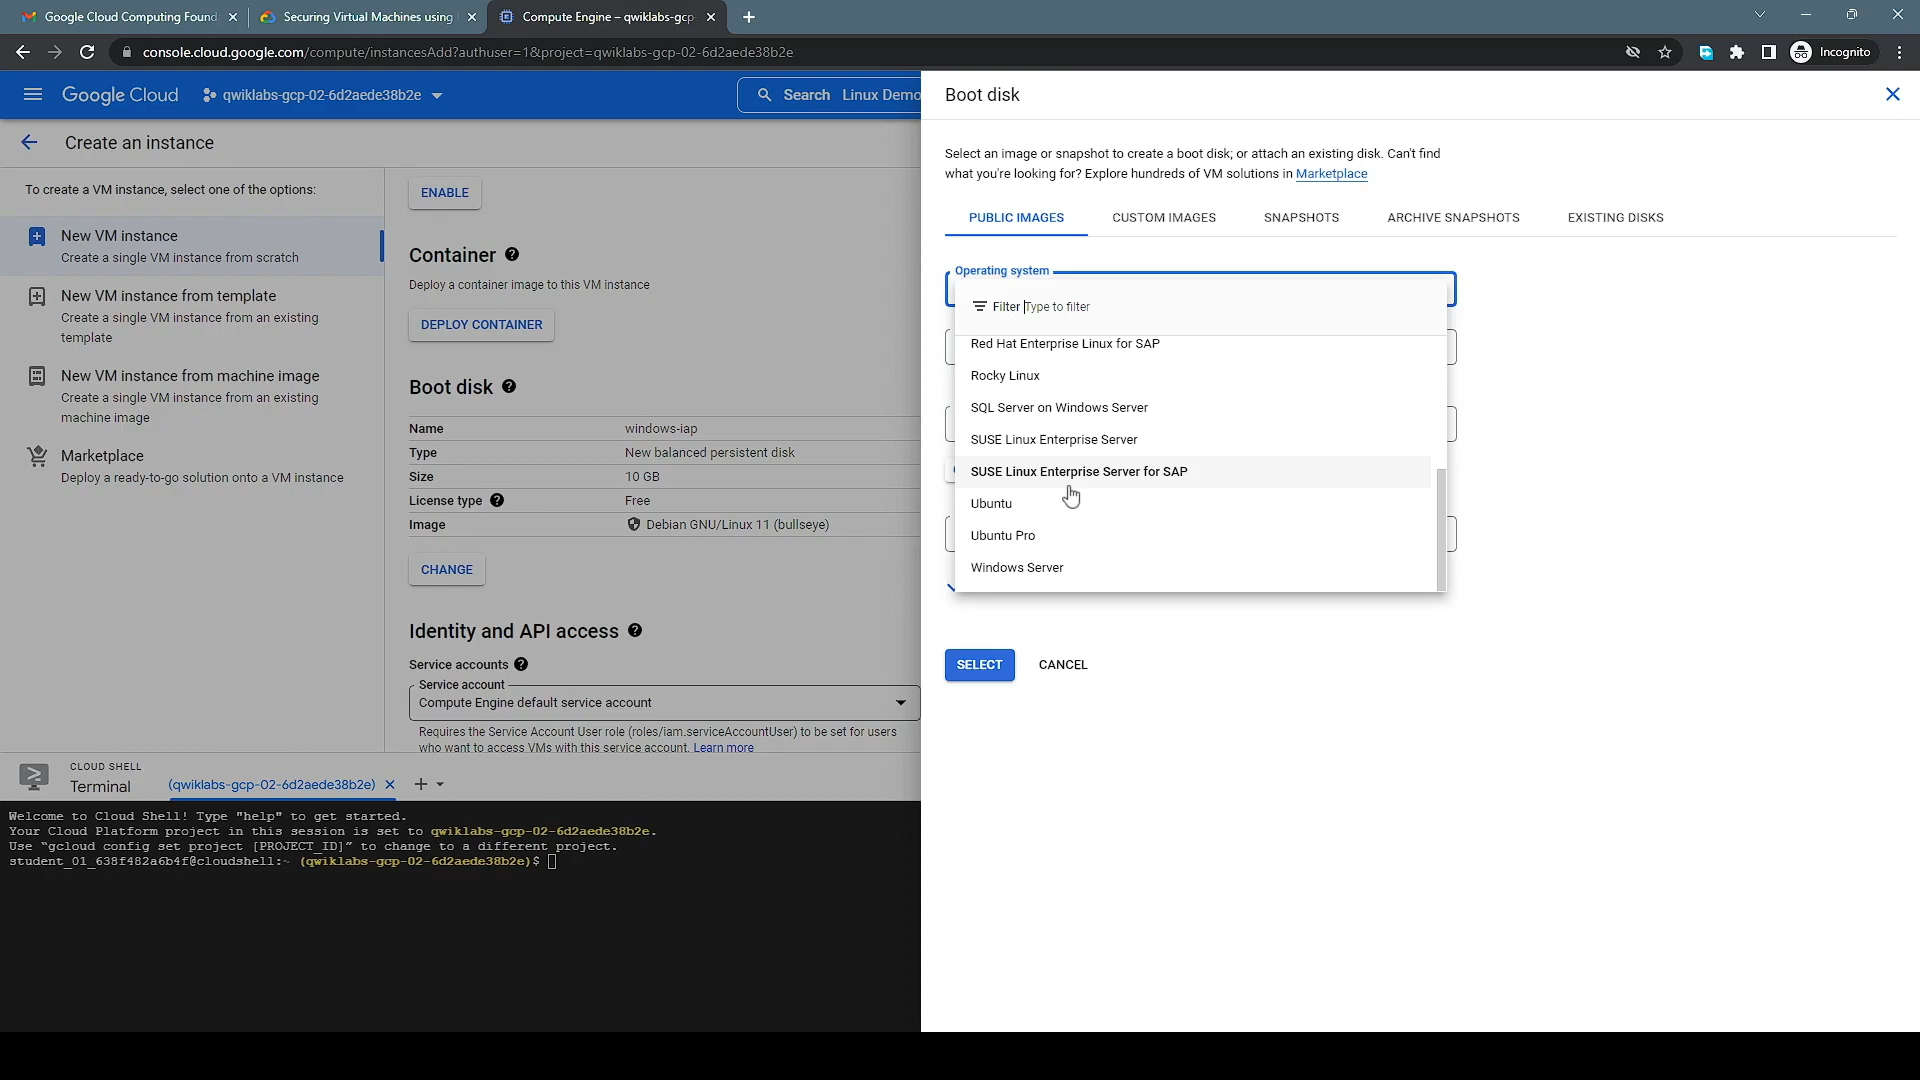 Google Cloud Computing Found
Securing Virtual Machines using
Compute Engine – qwiklabs-gcp-
console.cloud.google.com/compute/instancesAdd?authuser=1&project=qwiklabs-gcp-02-6d2aede38b2e
Incognito
Google Cloud
qwiklabs-gcp-02-6d2aede38b2e
Search Linux Demo
Create an instance
To create a VM instance, select one of the options:
New VM instance
Create a single VM instance from scratch
New VM instance from template
Create a single VM instance from an existing
template
New VM instance from machine image
Create a single VM instance from an existing
machine image
Marketplace
Deploy a ready-to-go solution onto a VM instance
ENABLE
Container
Deploy a container image to this VM instance
DEPLOY CONTAINER
Boot disk
Name windows-iap
Type New balanced persistent disk
Size 10 GB
License type Free
Image Debian GNU/Linux 11 (bullseye)
CHANGE
Identity and API access
Service accounts
Service account
Compute Engine default service account
Requires the Service Account User role (roles/iam.serviceAccountUser) to be set for users
who want to access VMs with this service account. Learn more
Boot disk
Select an image or snapshot to create a boot disk; or attach an existing disk. Can't find
what you're looking for? Explore hundreds of VM solutions in Marketplace
PUBLIC IMAGES CUSTOM IMAGES SNAPSHOTS ARCHIVE SNAPSHOTS EXISTING DISKS
Operating system
Filter Type to filter
Red Hat Enterprise Linux for SAP
Rocky Linux
SQL Server on Windows Server
SUSE Linux Enterprise Server
SUSE Linux Enterprise Server for SAP
Ubuntu
Ubuntu Pro
Windows Server
SELECT CANCEL
CLOUD SHELL
Terminal (qwiklabs-gcp-02-6d2aede38b2e)
Welcome to Cloud Shell! Type "help" to get started.
Your Cloud Platform project in this session is set to qwiklabs-gcp-02-6d2aede38b2e.
Use "gcloud config set project [PROJECT_ID]" to change to a different project.
student_01_638f482a6b4f@cloudshell:~ (qwiklabs-gcp-02-6d2aede38b2e)$